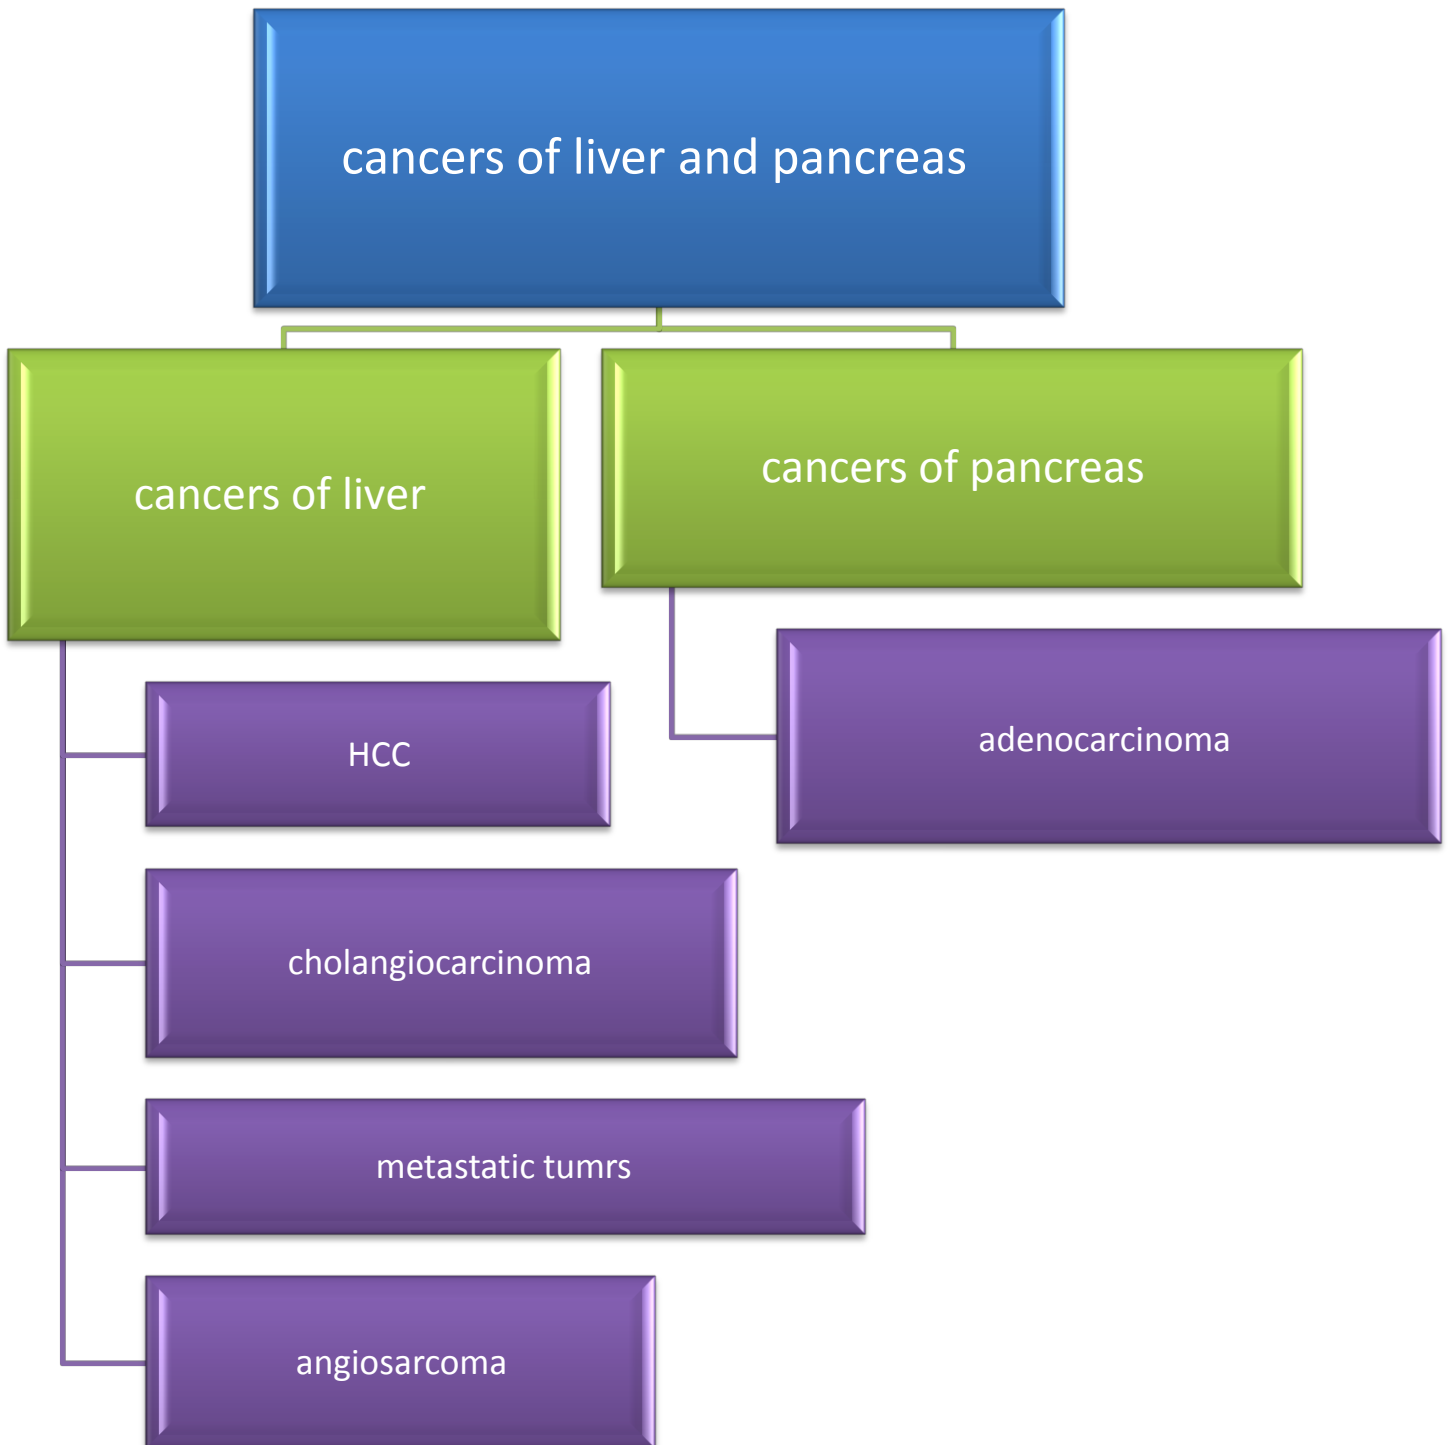 cancers of liver and pancreas
cancers of liver
cancers of pancreas
HCC
adenocarcinoma
cholangiocarcinoma
metastatic tumrs
angiosarcoma